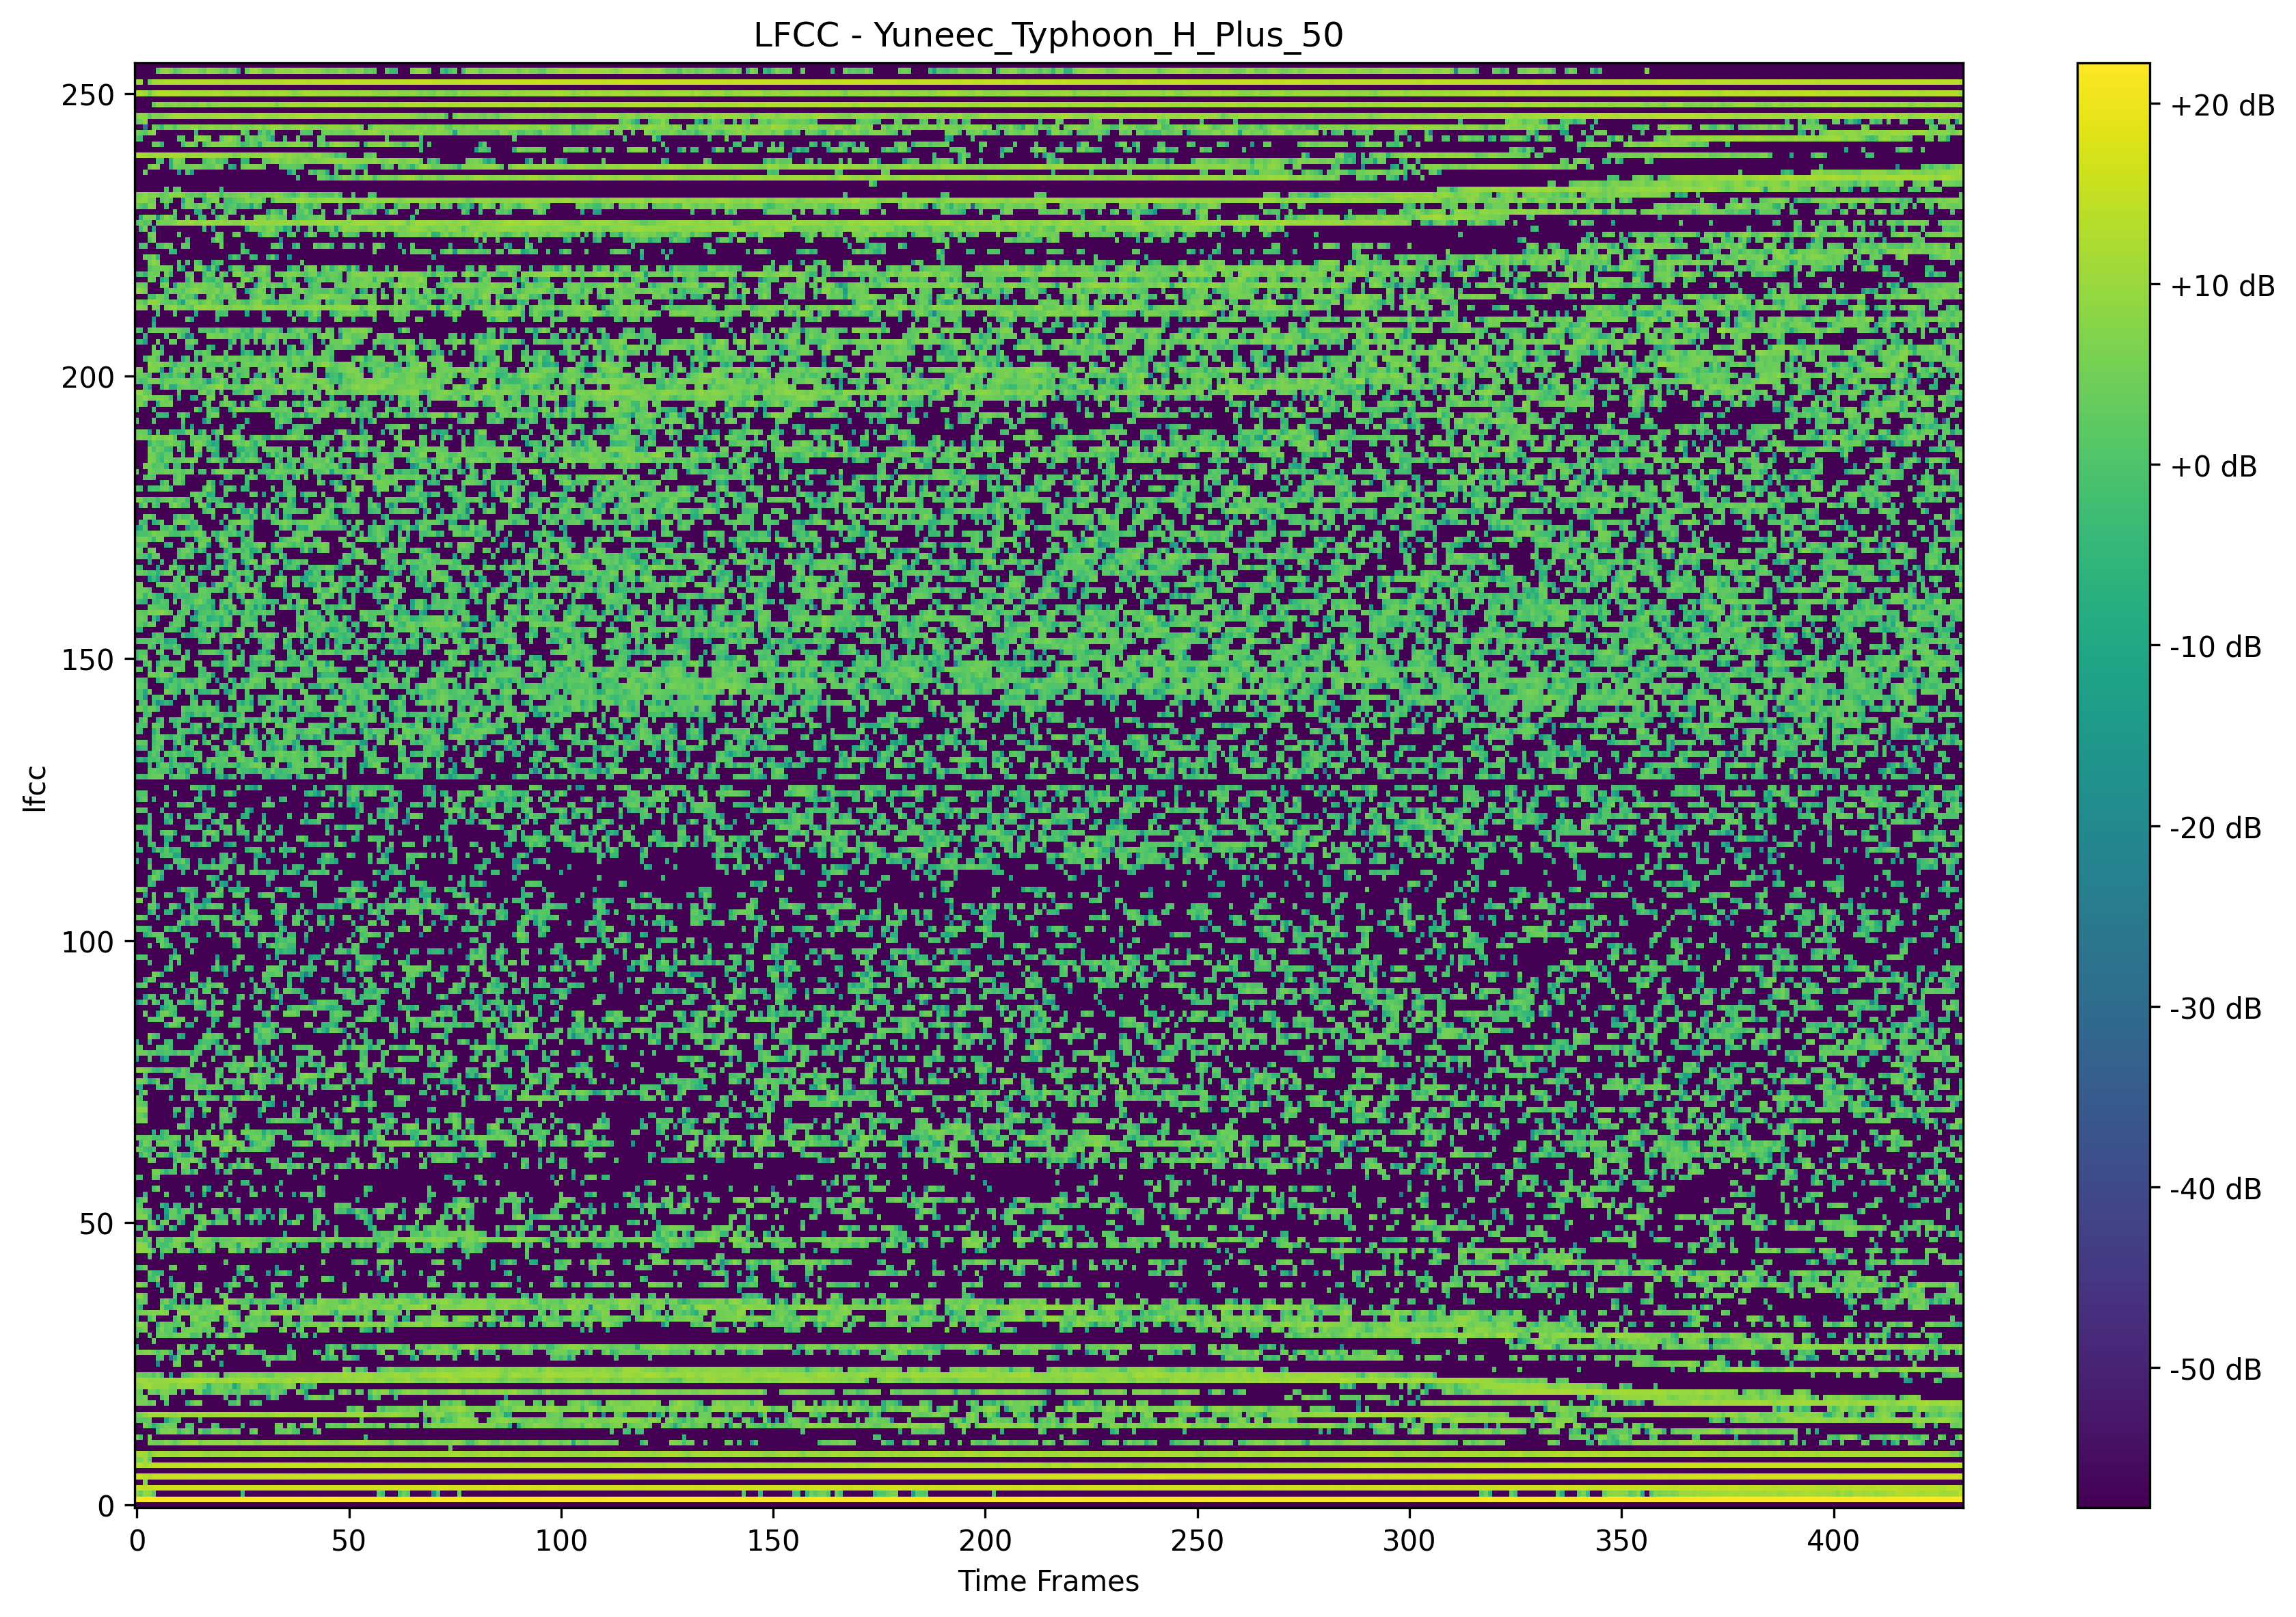 LFCC - Yuneec_Typhoon_H_Plus_50
250
200
150
100
50
0
lfcc
0 50 100 150 200 250 300 350 400
Time Frames
+20 dB
+10 dB
+0 dB
-10 dB
-20 dB
-30 dB
-40 dB
-50 dB